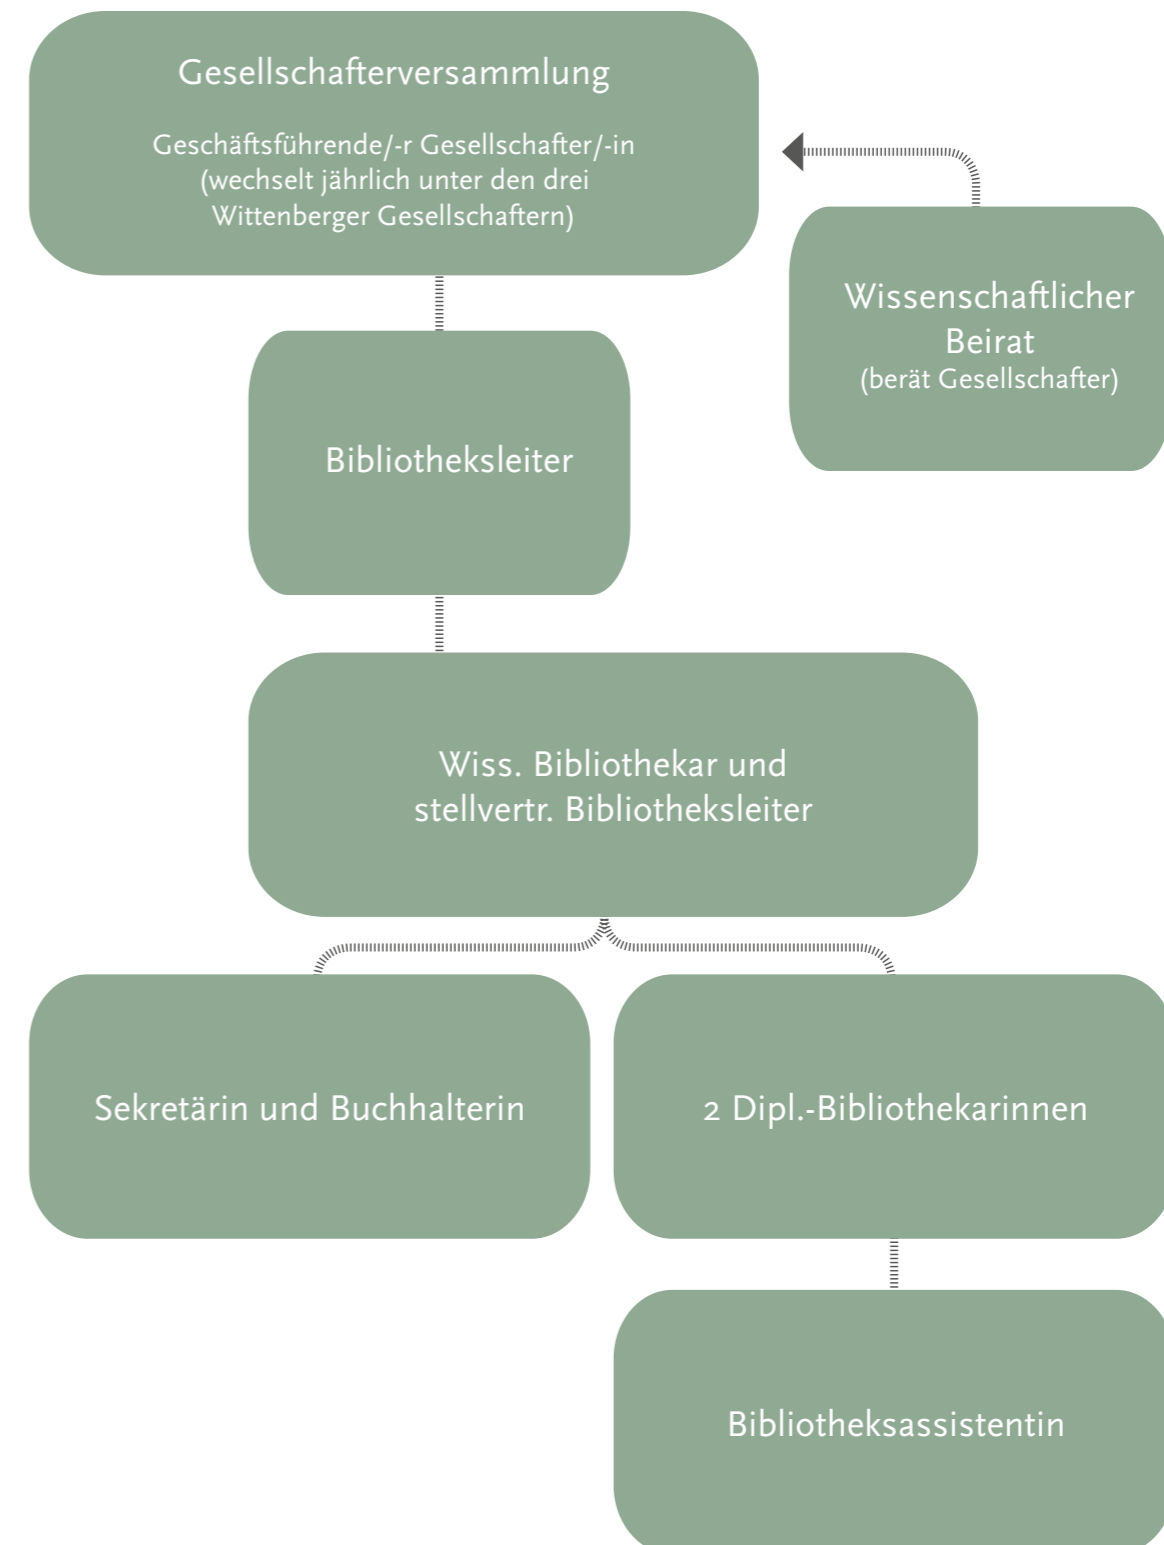 Gesellschafterversammlung
Geschäftsführende/-r Gesellschafter/-in
(wechselt jährlich unter den drei
Wittenberger Gesellschaftern)
Wissenschaftlicher
Beirat
(berät Gesellschafter)
Bibliotheksleiter
Wiss. Bibliothekar und
stellvertr. Bibliotheksleiter
Sekretärin und Buchhalterin
2 Dipl.-Bibliothekarinnen
Bibliotheksassistentin